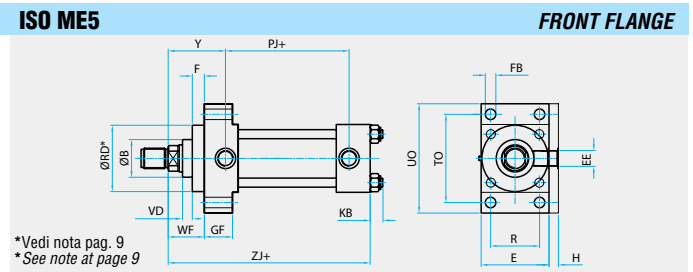 ISO ME5
FRONT FLANGE
Y
PJ+
F
FB
ØRD*
ØB
UO
TO
EE
VD
KB
WF
GF
R
ZJ+
E
H
*Vedi nota pag. 9
*See note at page 9